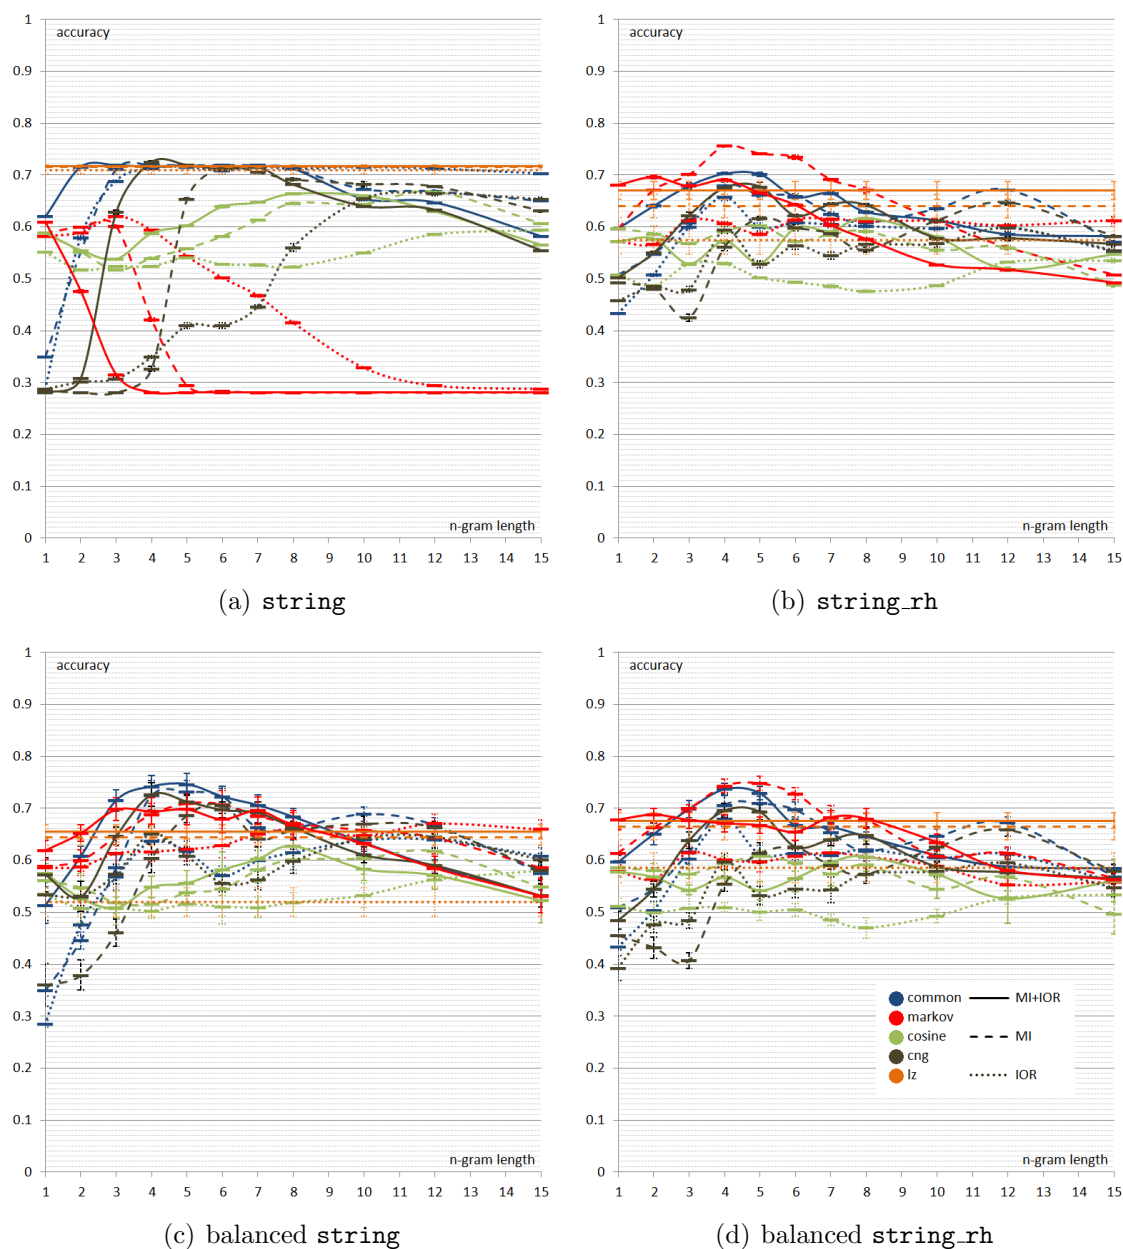 1
accuracy
0.9
0.8
0.7
0.6
0.5
0.4
0.3
0.2
0.1
n-gram length
0
1 2 3 4 5 6 7 8 9 10 11 12 13 14 15
(a) string
1
accuracy
0.9
0.8
0.7
0.6
0.5
0.4
0.3
0.2
0.1
n-gram length
0
1 2 3 4 5 6 7 8 9 10 11 12 13 14 15
(b) string_rh
1
accuracy
0.9
0.8
0.7
0.6
0.5
0.4
0.3
0.2
0.1
n-gram length
0
1 2 3 4 5 6 7 8 9 10 11 12 13 14 15
(c) balanced string
1
accuracy
0.9
0.8
0.7
0.6
0.5
0.4
0.3
0.2
0.1
n-gram length
0
1 2 3 4 5 6 7 8 9 10 11 12 13 14 15
common MI+IOR
markov
cosine MI
cng
lz IOR
(d) balanced string_rh